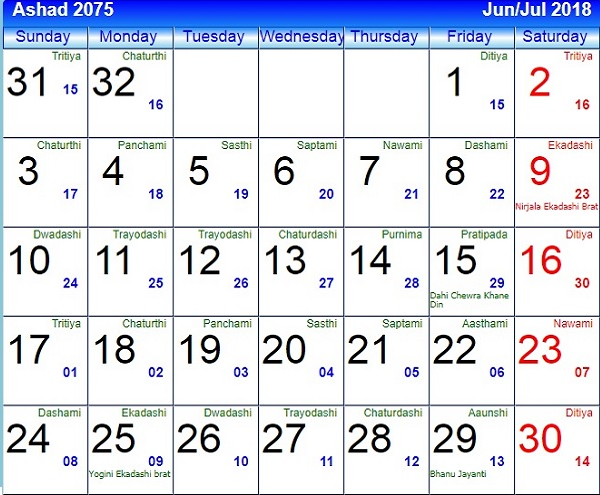 Ashad 2075 Jun/Jul 2018
Sunday Monday Tuesday Wednesday Thursday Friday Saturday
Tritiya Chaturthi Ditiya Tritiya
31 32 1 2
15 16 15 16
Chaturthi Panchami Sasthi Saptami Nawami Dashami Ekadashi
3 4 5 6 7 8 9
17 18 19 20 21 22 23
Nirjala Ekadashi Brat
Dwadashi Trayodashi Trayodashi Chaturdashi Purnima Pratipada Ditiya
10 11 12 13 14 15 16
24 25 26 27 28 29 30
Dahi Chewra Khane
Din
Tritiya Chaturthi Panchami Sasthi Saptami Aasthami Nawami
17 18 19 20 21 22 23
01 02 03 04 05 06 07
Dashami Ekadashi Dwadashi Trayodashi Chaturdashi Aaunshi Ditiya
24 25 26 27 28 29 30
08 09 10 11 12 13 14
Yogini Ekadashi brat Bhanu Jayanti